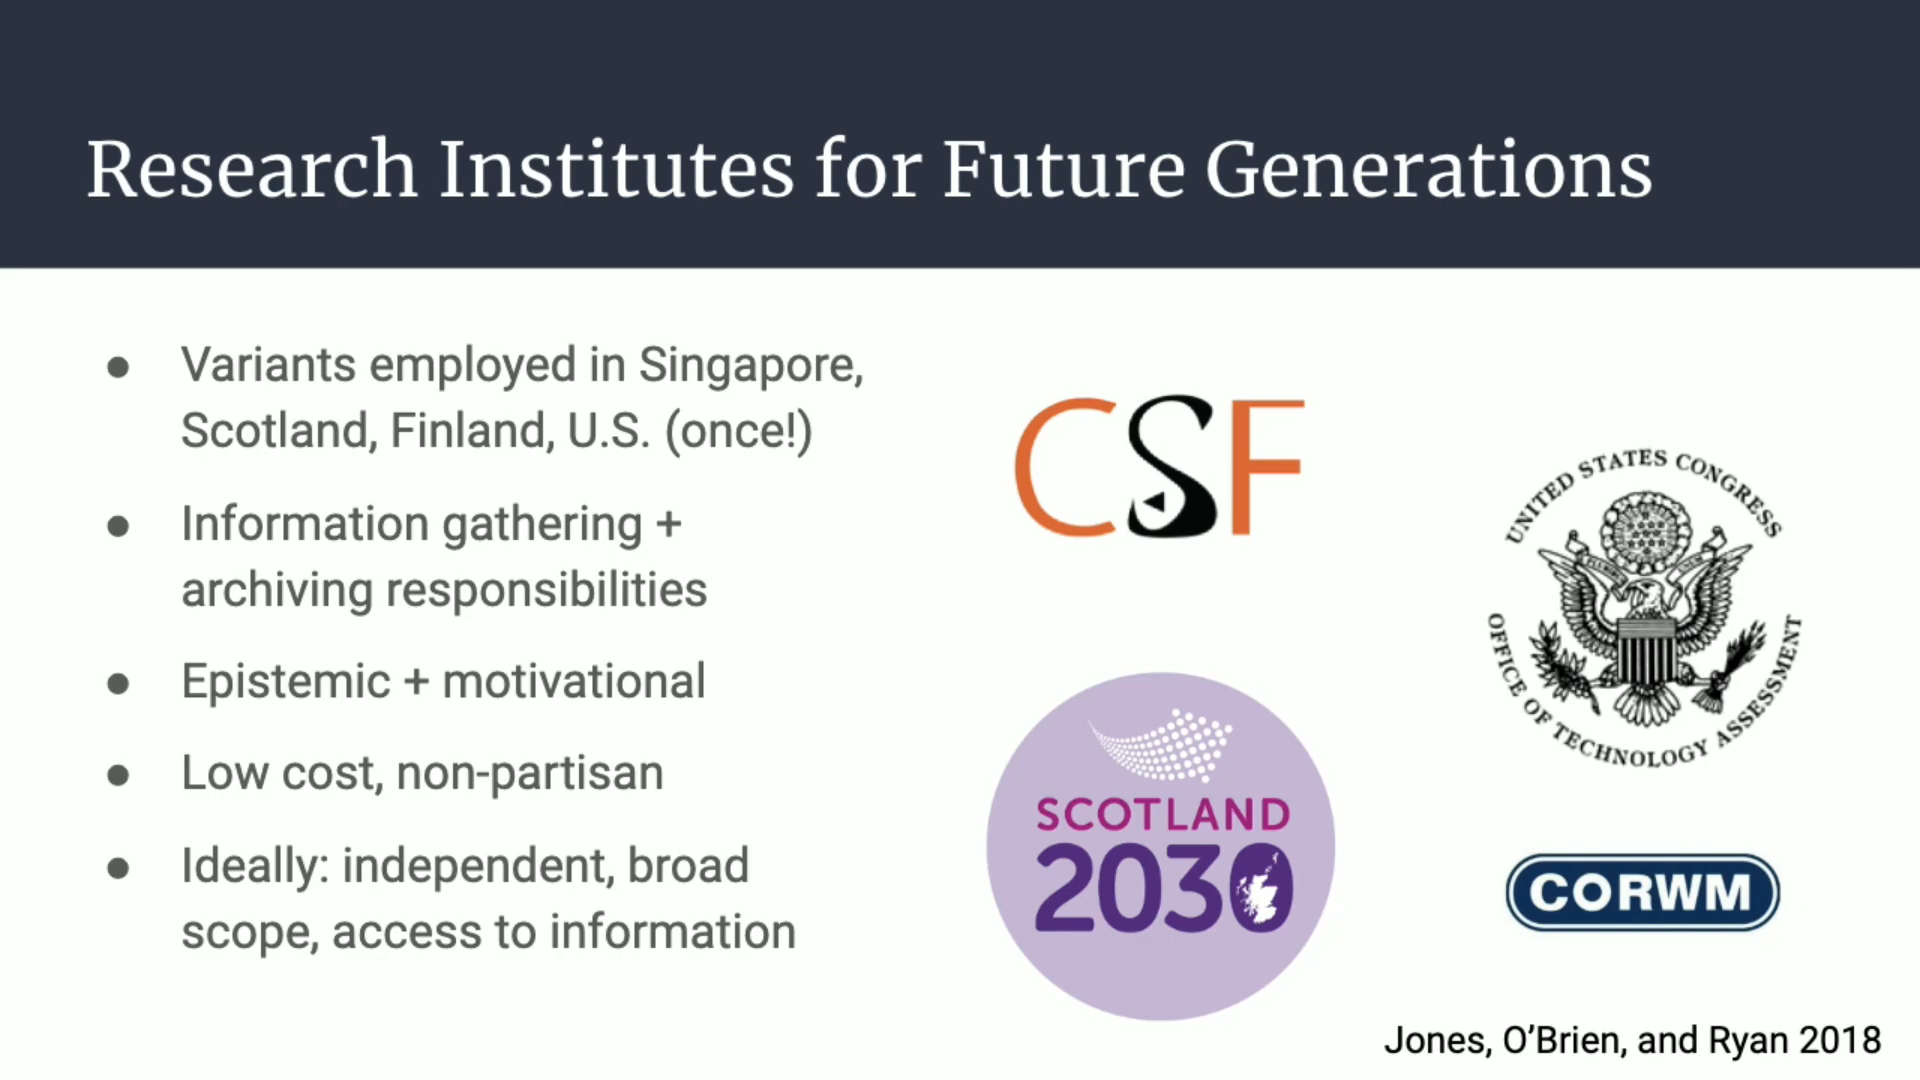 Research Institutes for Future Generations
● Variants employed in Singapore,
Scotland, Finland, U.S. (once!)
● Information gathering +
archiving responsibilities
● Epistemic + motivational
● Low cost, non-partisan
● Ideally: independent, broad
scope, access to information
CSF
UNITED STATES CONGRESS
OFFICE OF TECHNOLOGY ASSESSMENT
SCOTLAND
2030
CORWM
Jones, O’Brien, and Ryan 2018